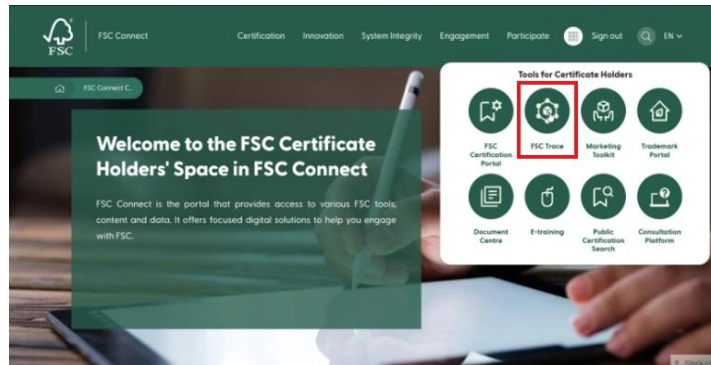 FSC
FSC Connect
Certification
Innovation
System Integrity
Engagement
Participate
Sign out
EN
FSC Connect C...
Welcome to the FSC Certificate
Holders' Space in FSC Connect
FSC Connect is the portal that provides access to various FSC tools,
content and data. It offers focused digital solutions to help you engage
with FSC.
Tools for Certificate Holders
FSC
Certification
Portal
FSC Trace
Marketing
Toolkit
Trademark
Portal
Document
Centre
E-training
Public
Certification
Search
Consultation
Platform